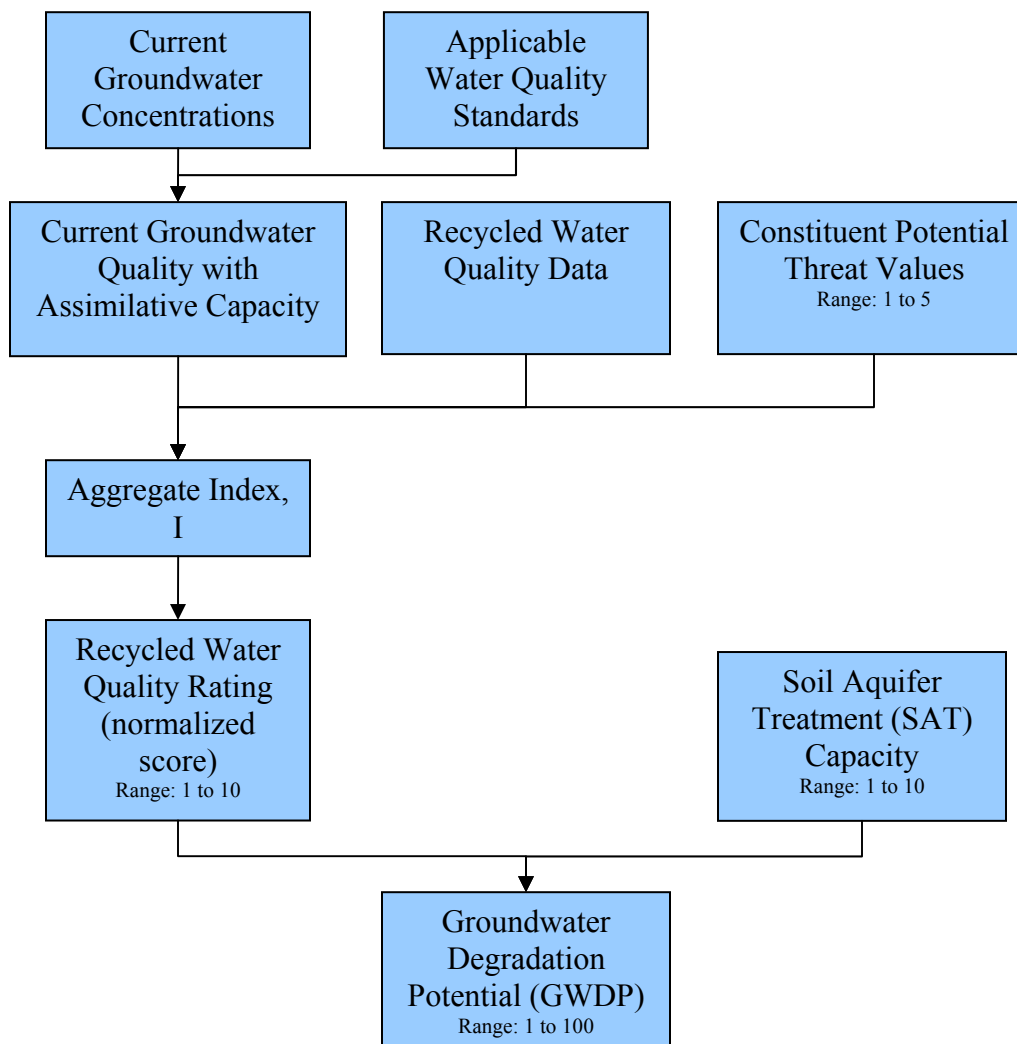 Current
Groundwater
Concentrations
Applicable
Water Quality
Standards
Current Groundwater
Quality with
Assimilative Capacity
Recycled Water
Quality Data
Constituent Potential
Threat Values
Range: 1 to 5
Aggregate Index,
I
Recycled Water
Quality Rating
(normalized
score)
Range: 1 to 10
Soil Aquifer
Treatment (SAT)
Capacity
Range: 1 to 10
Groundwater
Degradation
Potential (GWDP)
Range: 1 to 100